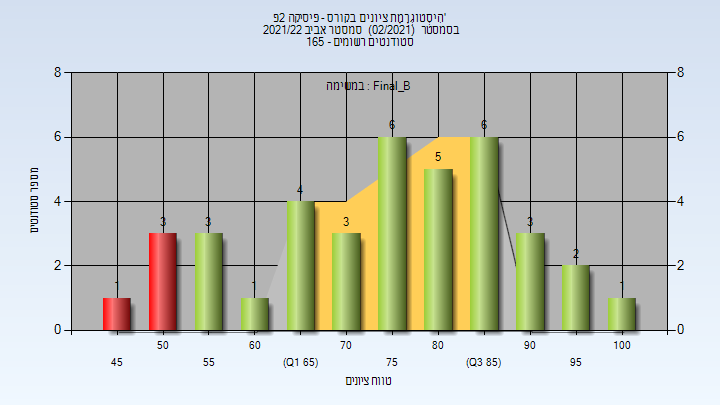 היסטוגרמת ציונים בקורס - פיסיקה 2פ'
בסמסטר (02/2021) סמסטר אביב 2021/22
סטודנטים רשומים - 165
במשימה : Final_B
מספר סטודנטים
8 8
6 6
4 4
2 2
0 0
1 3 3 1 4 3 6 5 6 3 2 1
45 50 55 60 (Q1 65) 70 75 80 (Q3 85) 90 95 100
טווח ציונים